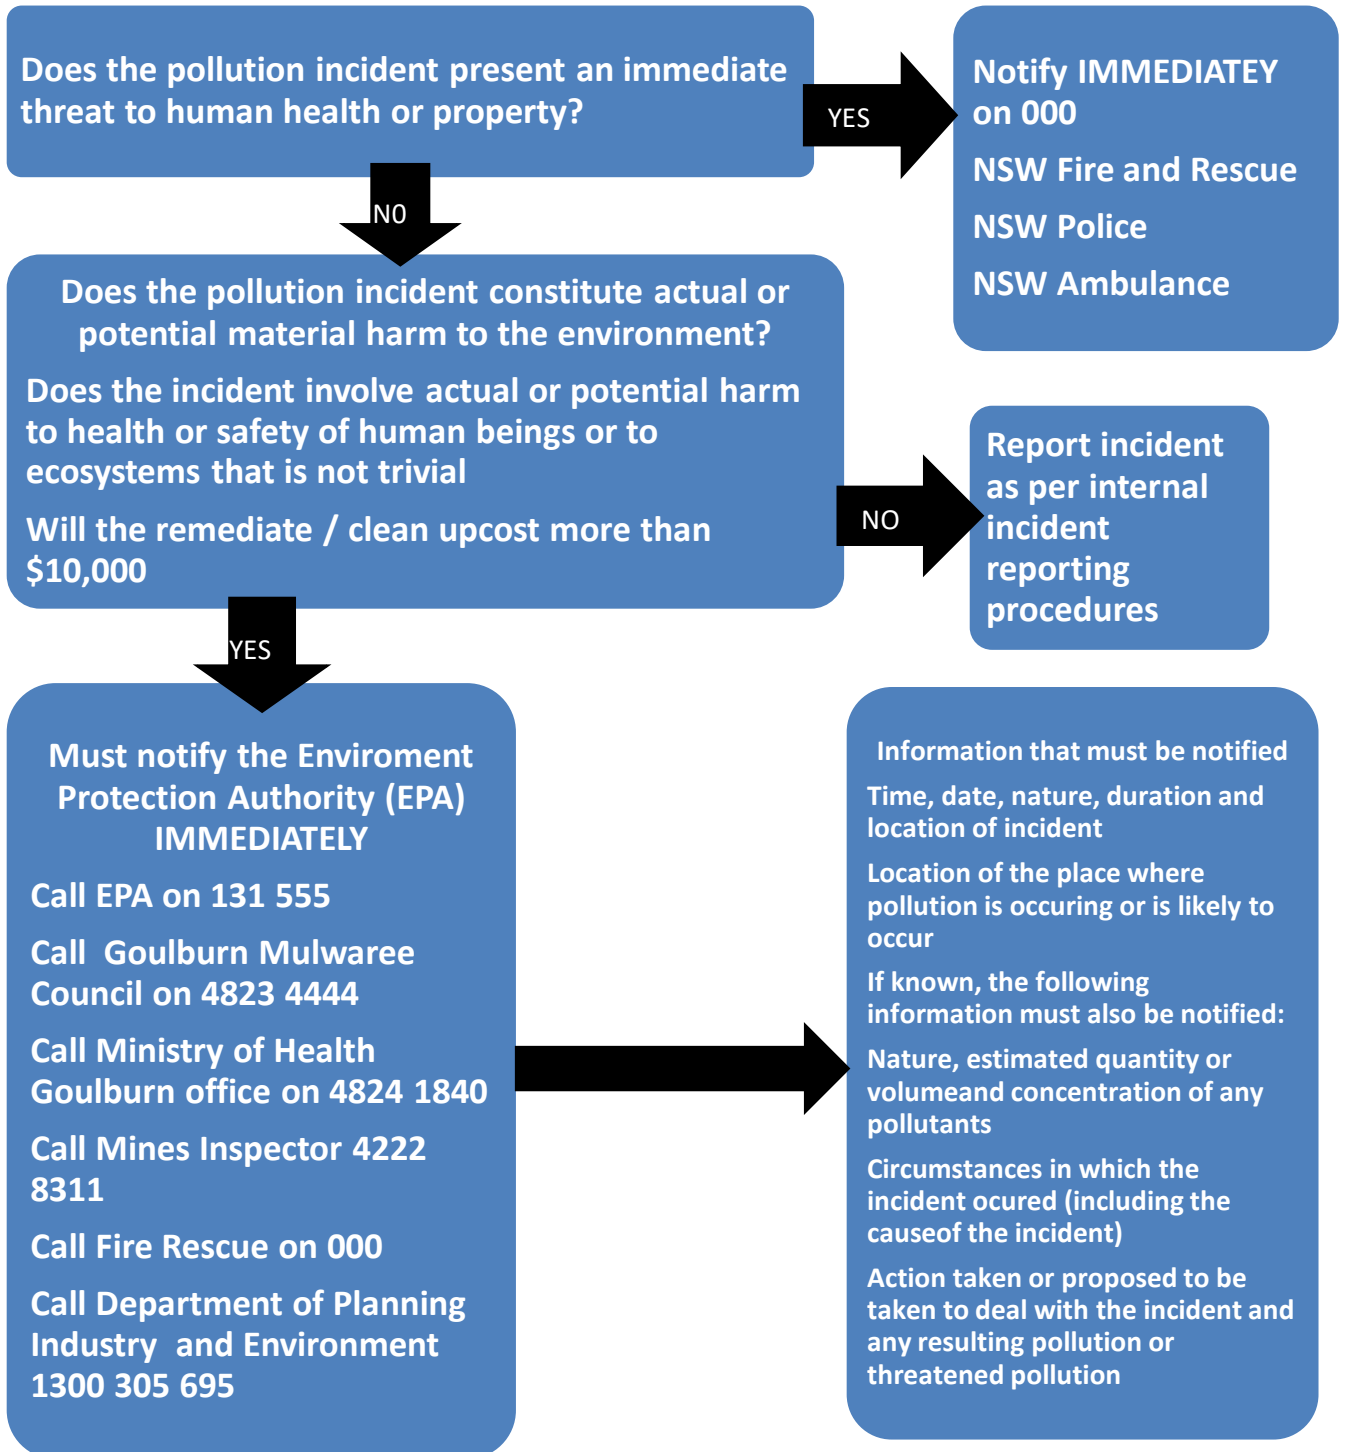 Does the pollution incident present an immediate
threat to human health or property?
YES
Notify IMMEDIATEY
on 000
NSW Fire and Rescue
NSW Police
NSW Ambulance
N0
Does the pollution incident constitute actual or
potential material harm to the environment?
Does the incident involve actual or potential harm
to health or safety of human beings or to
ecosystems that is not trivial
Will the remediate / clean upcost more than
$10,000
NO
Report incident
as per internal
incident
reporting
procedures
YES
Must notify the Enviroment
Protection Authority (EPA)
IMMEDIATELY
Call EPA on 131 555
Call  Goulburn Mulwaree
Council on 4823 4444
Call Ministry of Health
Goulburn office on 4824 1840
Call Mines Inspector 4222
8311
Call Fire Rescue on 000
Call Department of Planning
Industry  and Environment
1300 305 695
Information that must be notified
Time, date, nature, duration and
location of incident
Location of the place where
pollution is occuring or is likely to
occur
If known, the following
information must also be notified:
Nature, estimated quantity or
volumeand concentration of any
pollutants
Circumstances in which the
incident ocured (including the
causeof the incident)
Action taken or proposed to be
taken to deal with the incident and
any resulting pollution or
threatened pollution